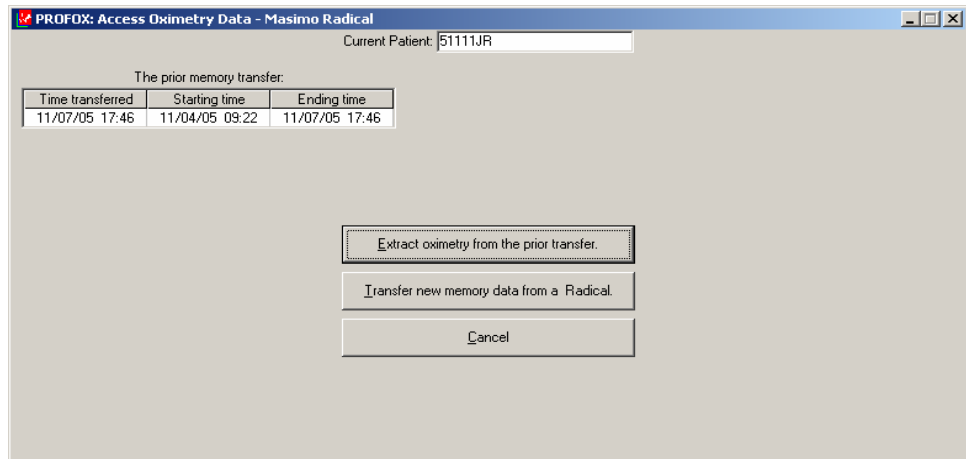 PROFOX: Access Oximetry Data - Masimo Radical
Current Patient: 51111JR
The prior memory transfer:
Time transferred Starting time Ending time
11/07/05 17:46 11/04/05 09:22 11/07/05 17:46
Extract oximetry from the prior transfer.
Transfer new memory data from a Radical.
Cancel